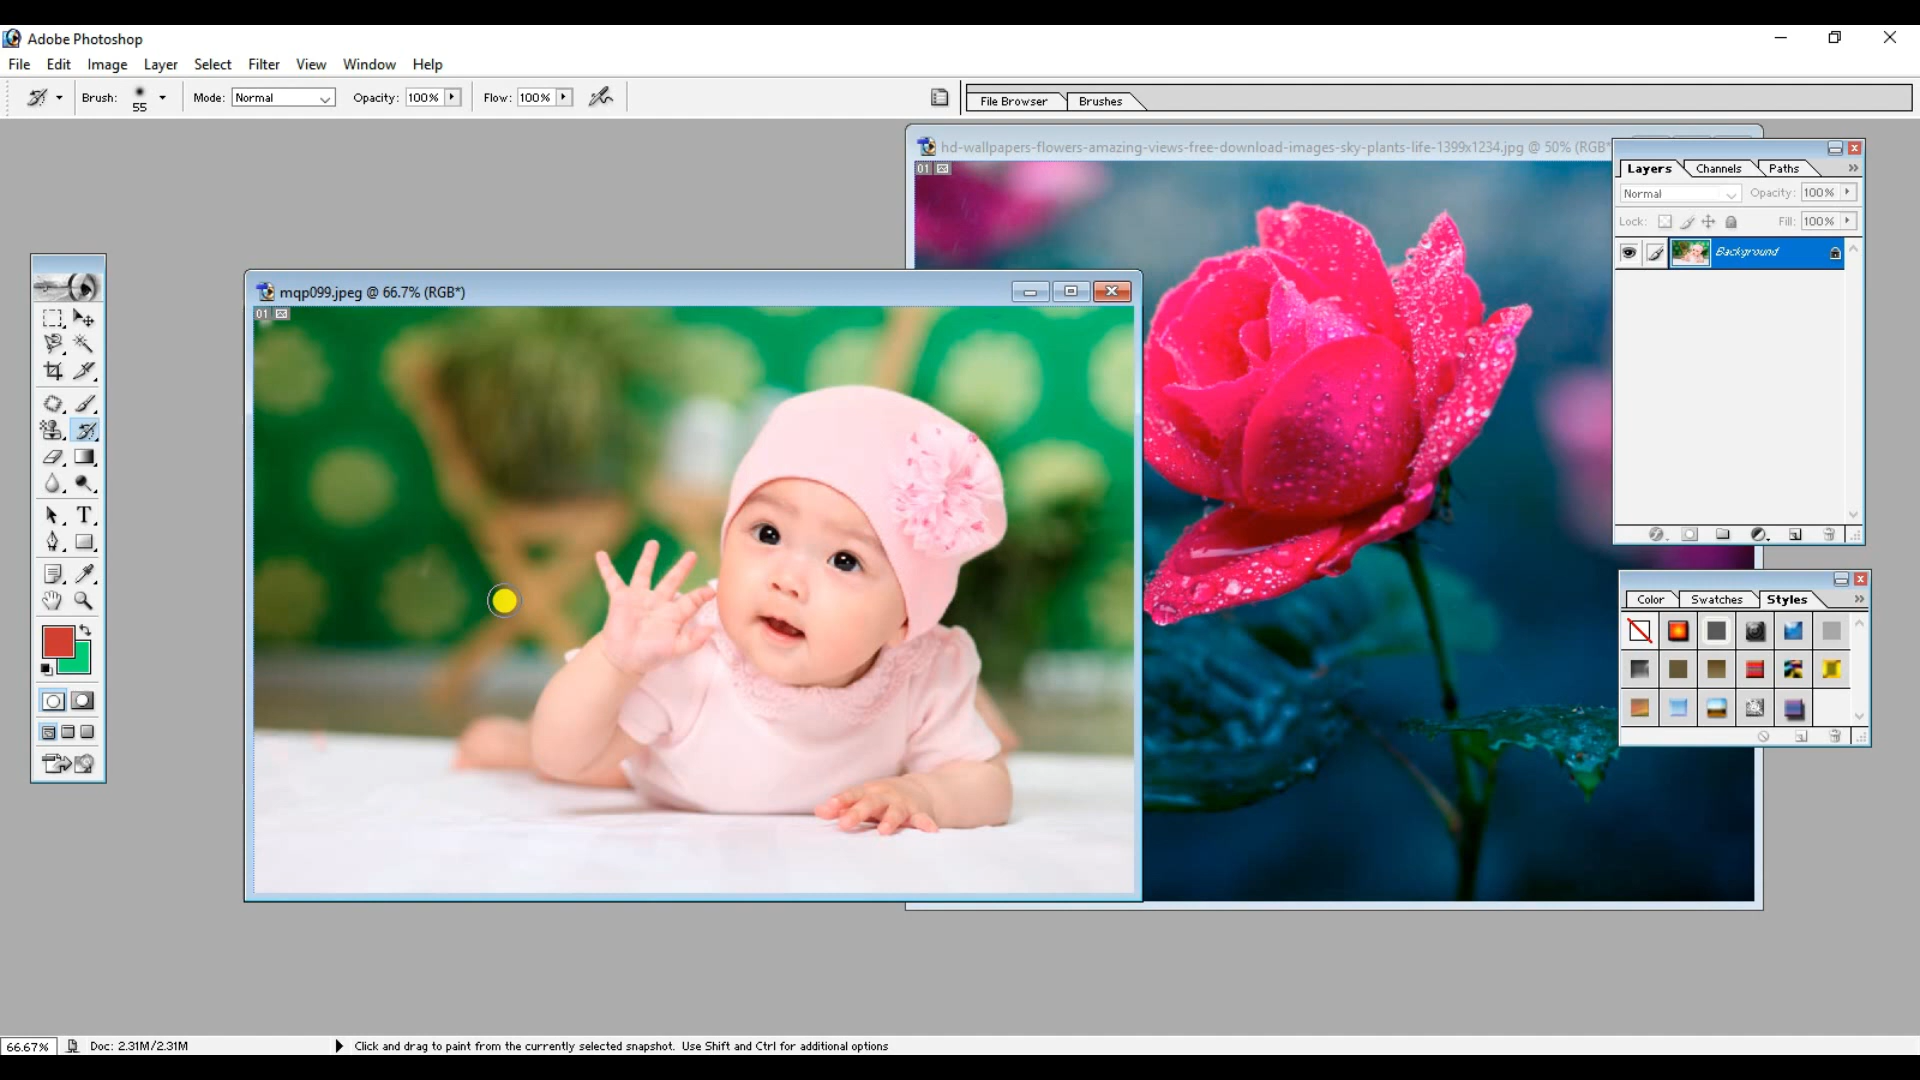 Adobe Photoshop
File Edit Image Layer Select Filter View Window Help
Brush: 55 Mode: Normal Opacity: 100% Flow: 100% File Browser Brushes
hd-wallpapers-flowers-amazing-views-free-download-images-sky-plants-life-1399x1234.jpg @ 50% (RGB*
01
Layers Channels Paths
Normal Opacity: 100%
Lock: Fill: 100%
Background
mqp099.jpeg @ 66.7% (RGB*)
01
T
Color Swatches Styles
66.67% Doc: 2.31M/2.31M Click and drag to paint from the currently selected snapshot. Use Shift and Ctrl for additional options